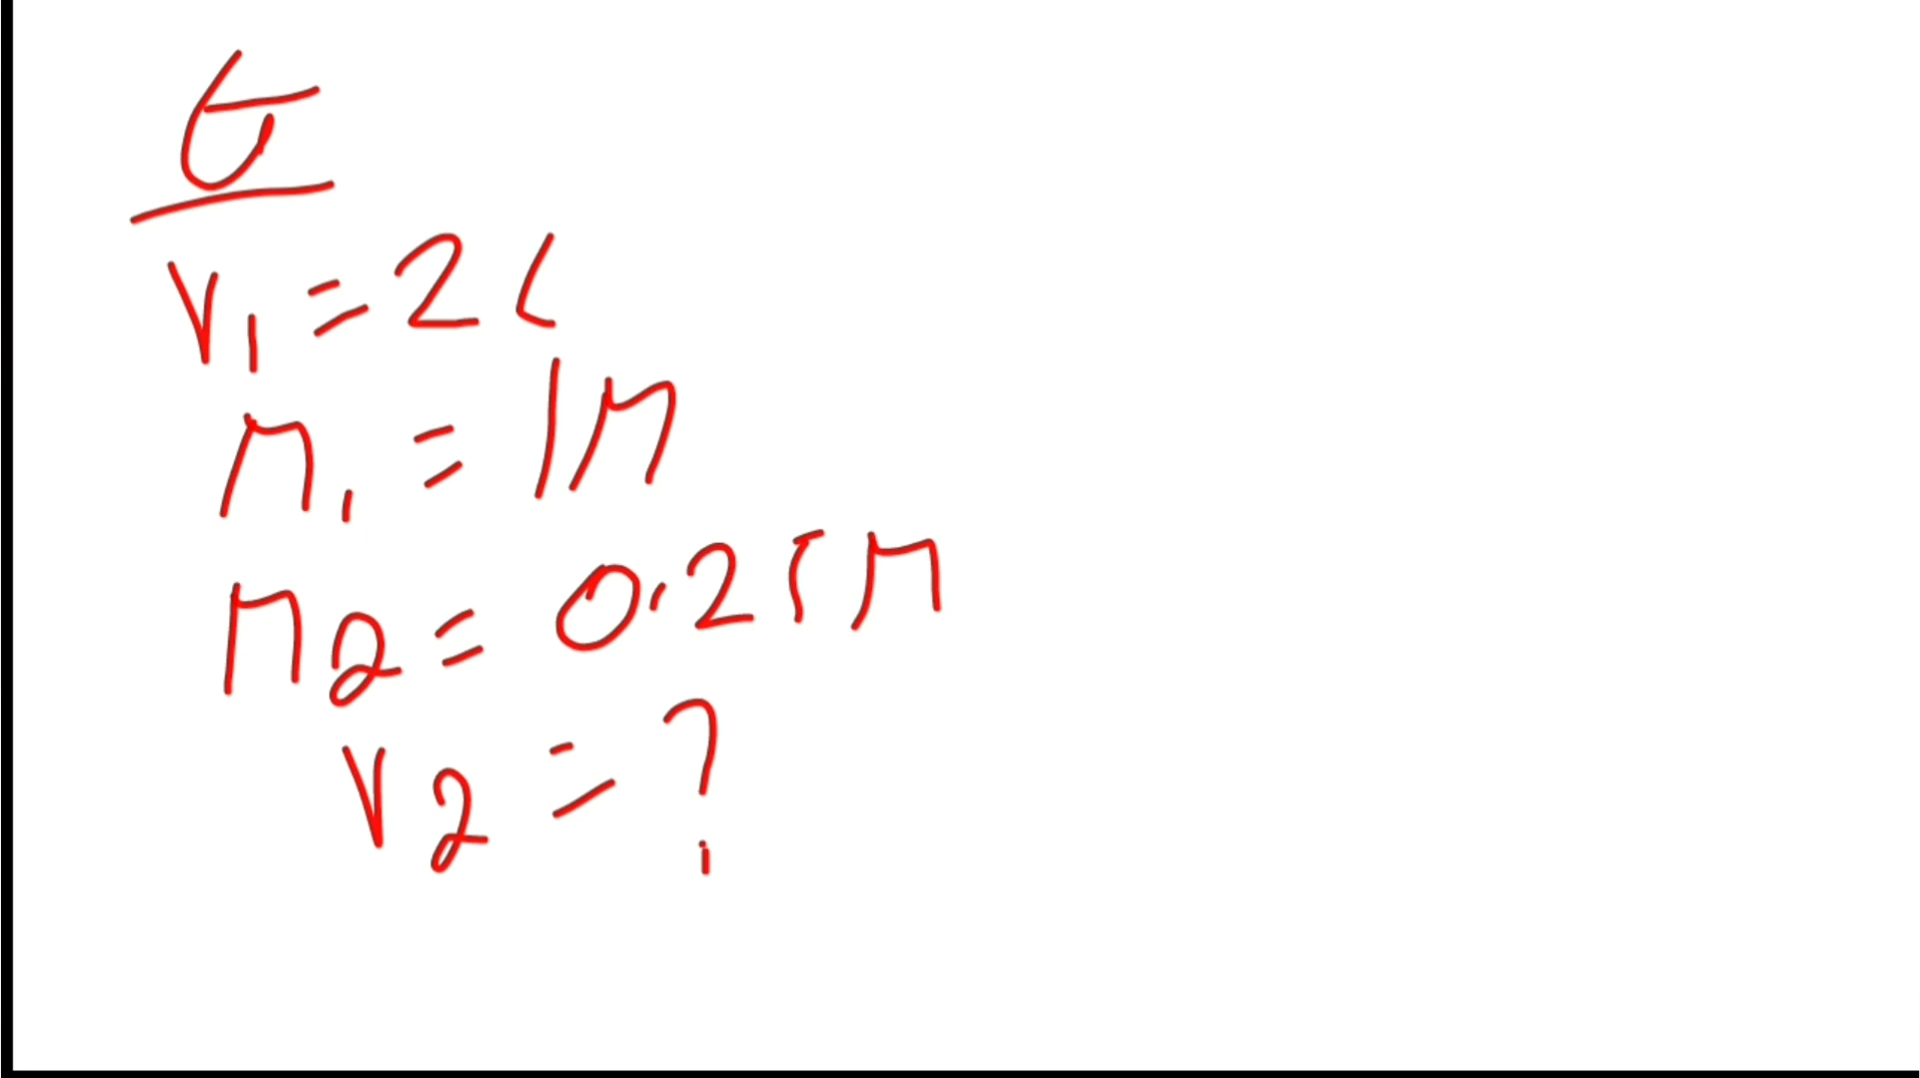 V₁ = 2L
M₁ = 1M
M₂ = 0.25M
V₂ = ?